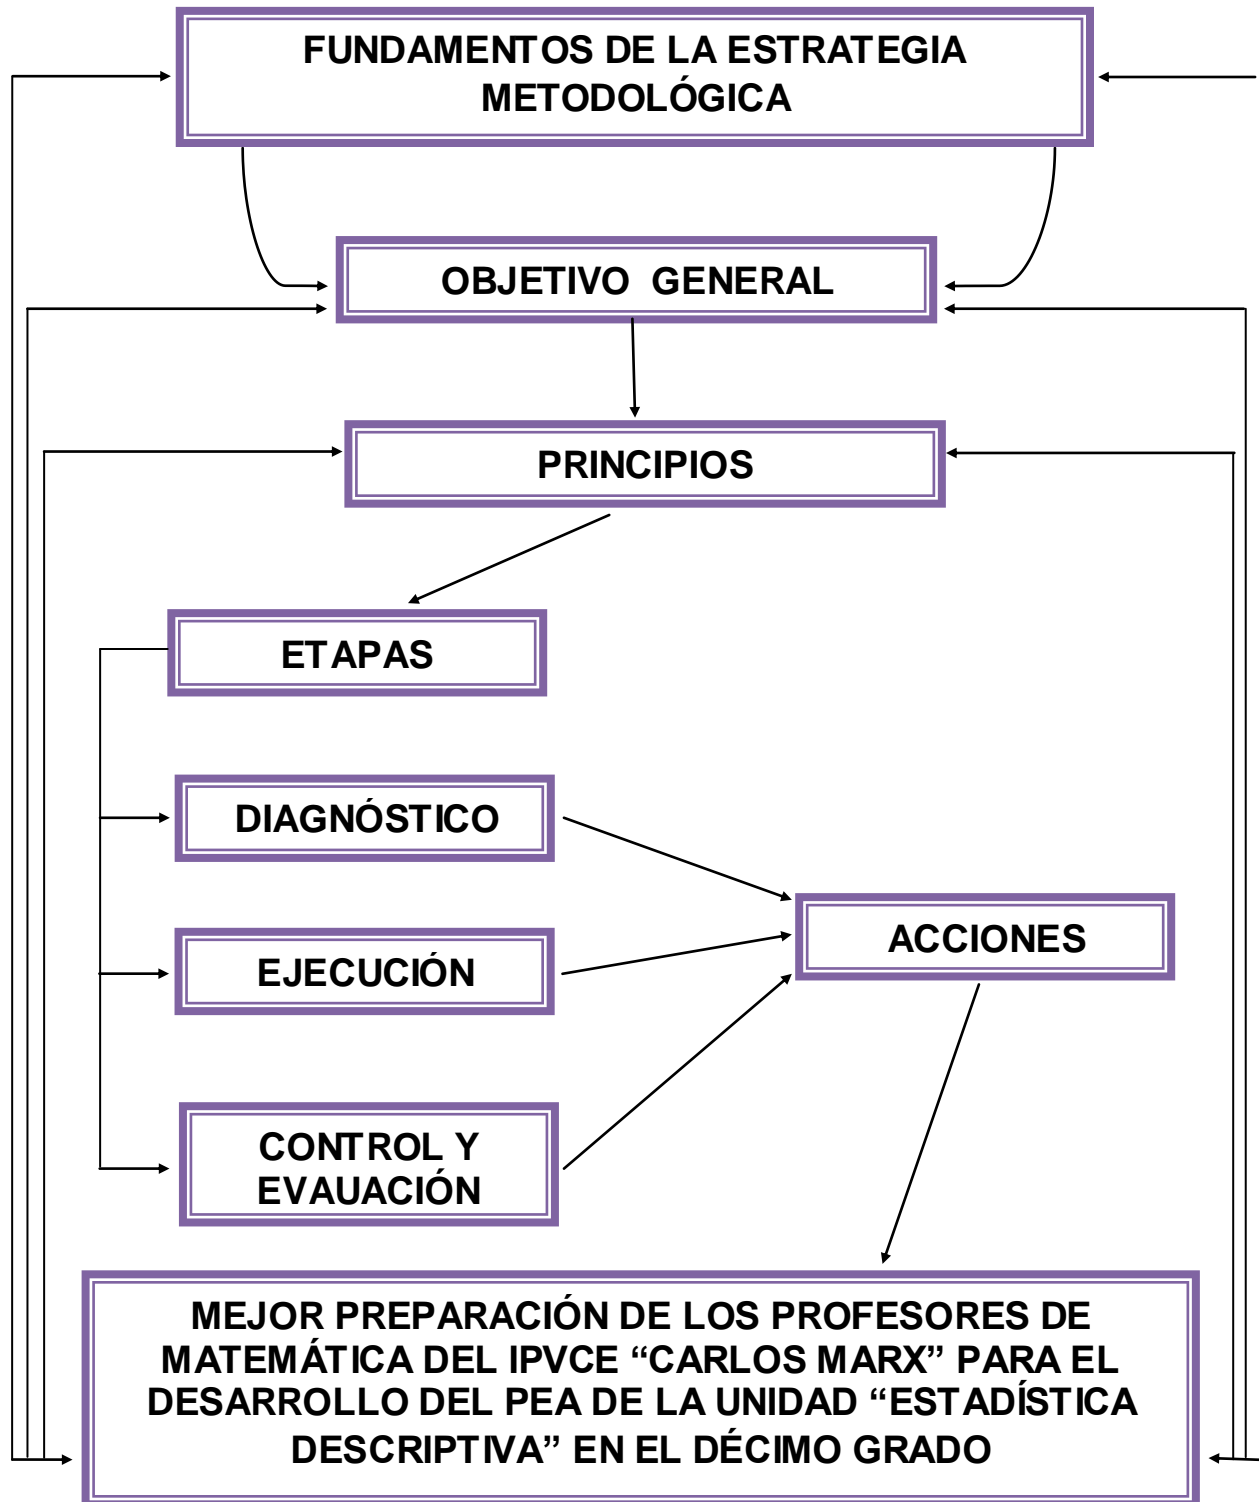 FUNDAMENTOS DE LA ESTRATEGIA
METODOLÓGICA
OBJETIVO GENERAL
PRINCIPIOS
ETAPAS
DIAGNÓSTICO
EJECUCIÓN
ACCIONES
CONTROL Y
EVAUACIÓN
MEJOR PREPARACIÓN DE LOS PROFESORES DE
MATEMÁTICA DEL IPVCE “CARLOS MARX” PARA EL
DESARROLLO DEL PEA DE LA UNIDAD “ESTADÍSTICA
DESCRIPTIVA” EN EL DÉCIMO GRADO